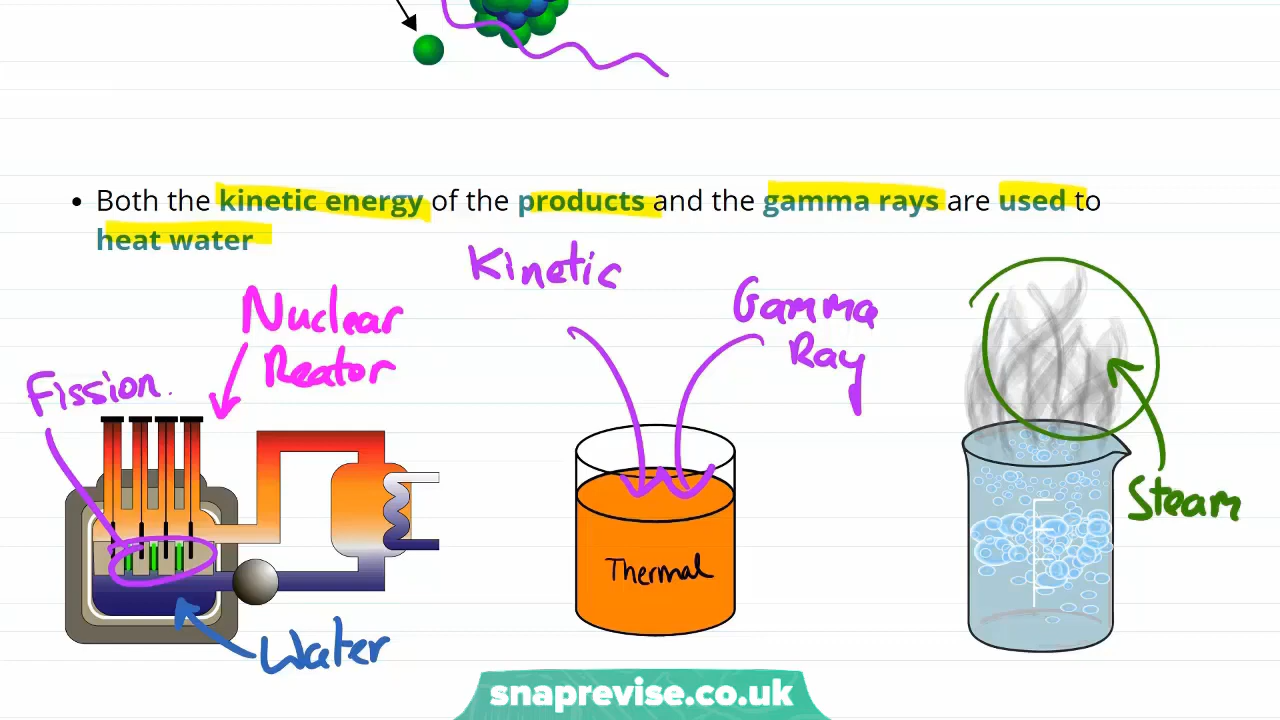 Both the kinetic energy of the products and the gamma rays are used to
heat water
Kinetic
Gamma
Ray
Nuclear
Reator
Fission.
Thermal
Steam
Water
snaprevise.co.uk